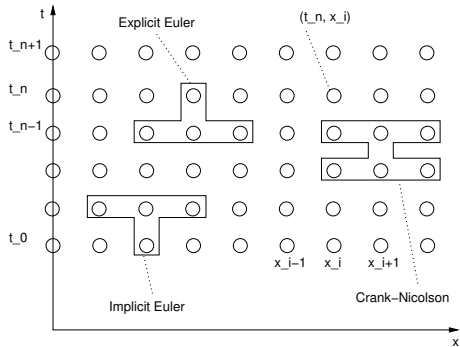 t
Explicit Euler
(t_n, x_i)
t_n+1
t_n
t_n−1
t_0
x_i−1 x_i x_i+1
Implicit Euler
Crank−Nicolson
x